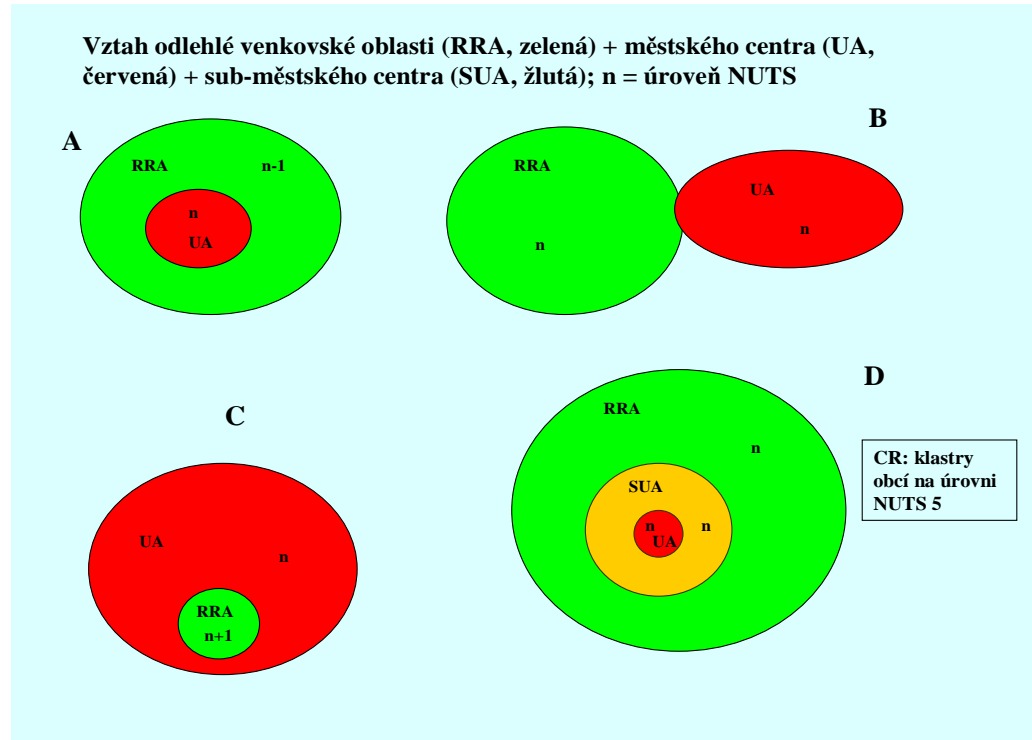 Vztah odlehlé venkovské oblasti (RRA, zelená) + městského centra (UA,
červená) + sub-městského centra (SUA, žlutá); n = úroveň NUTS
A
RRA n-1
n
UA
B
RRA
n
UA
n
C
UA
n
RRA
n+1
D
RRA
n
SUA
n n
UA
CR: klastry
obcí na úrovni
NUTS 5